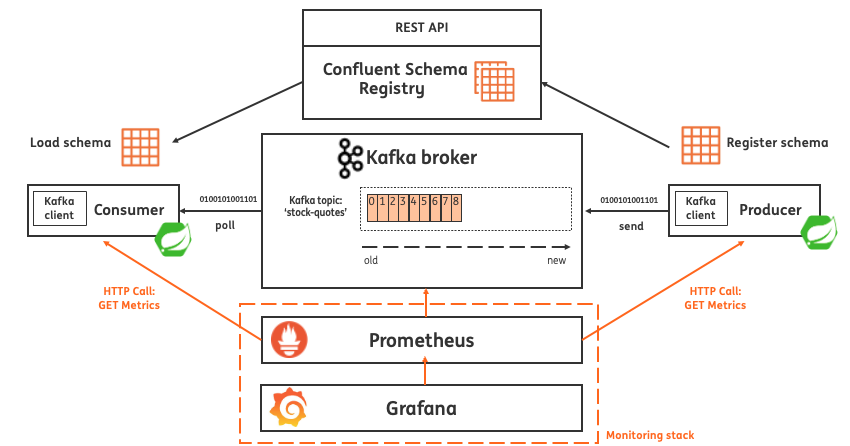 REST API
Confluent Schema
Registry
Load schema
Register schema
Kafka broker
Kafka
client
Consumer
0100101001101
poll
Kafka topic:
'stock-quotes'
0 1 2 3 4 5 6 7 8
old
new
0100101001101
send
Kafka
client
Producer
HTTP Call:
GET Metrics
HTTP Call:
GET Metrics
Prometheus
Grafana
Monitoring stack